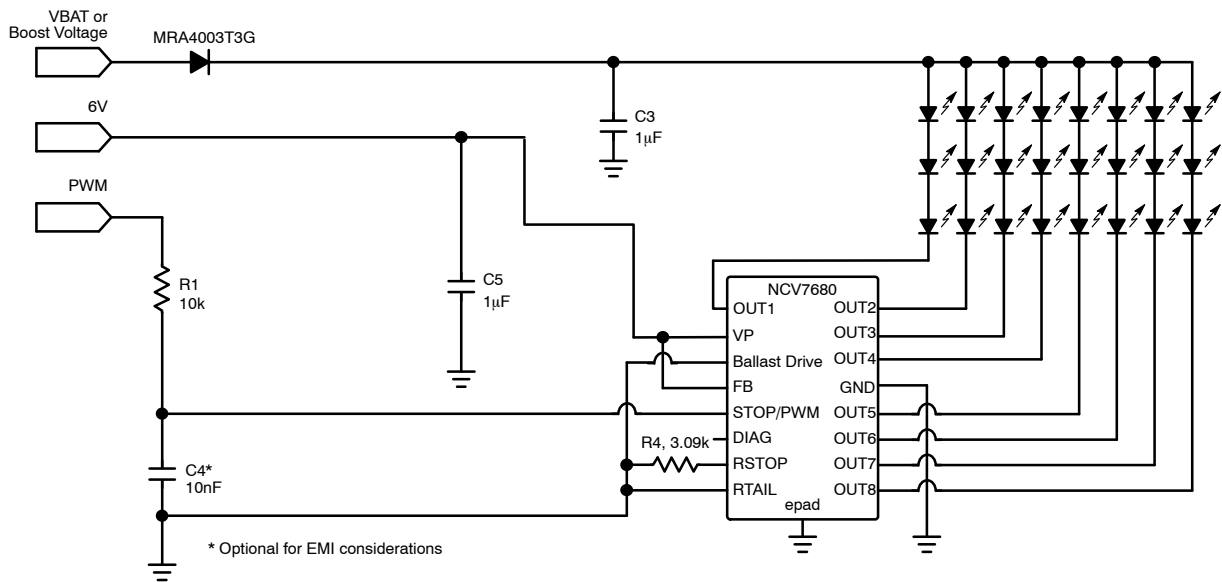 VBAT or
Boost Voltage
MRA4003T3G
6V
C3
1μF
PWM
R1
10k
C5
1μF
NCV7680
OUT1
OUT2
VP
OUT3
Ballast Drive
OUT4
FB
GND
STOP/PWM
OUT5
R4, 3.09k
DIAG
OUT6
RSTOP
OUT7
C4*
10nF
RTAIL
OUT8
epad
* Optional for EMI considerations